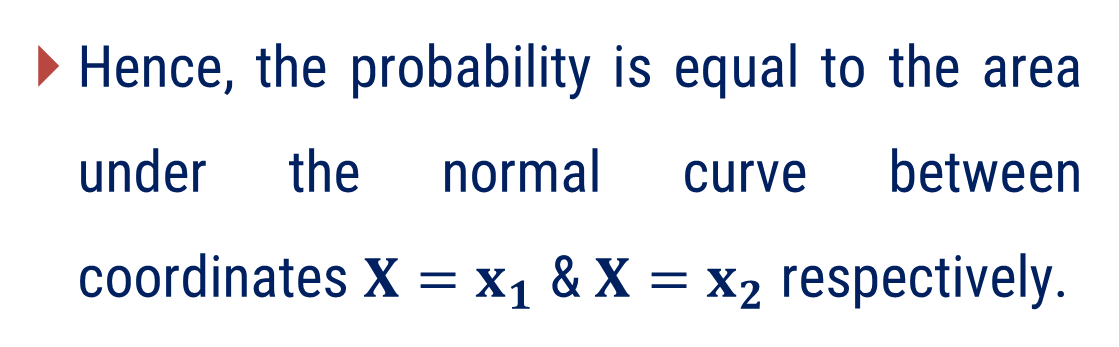 Hence, the probability is equal to the area
under the normal curve between
coordinates X = x₁ & X = x₂ respectively.